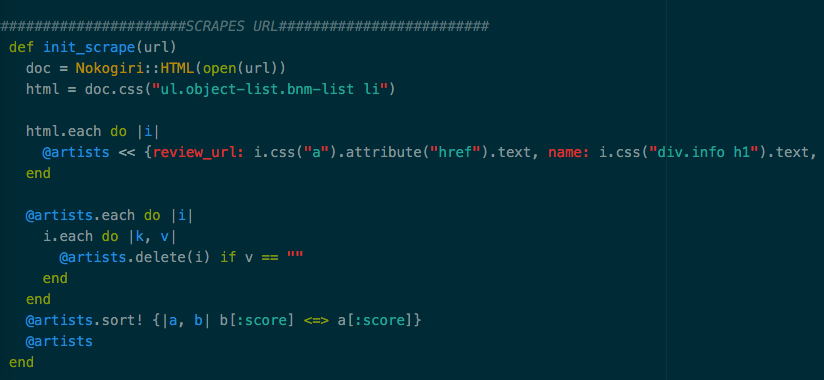 ######################SCRAPES URL#########################
def init_scrape(url)
doc = Nokogiri::HTML(open(url))
html = doc.css("ul.object-list.bnm-list li")
html.each do |i|
@artists << {review_url: i.css("a").attribute("href").text, name: i.css("div.info h1").text,
end
@artists.each do |i|
i.each do |k, v|
@artists.delete(i) if v == ""
end
end
@artists.sort! {|a, b| b[:score] <=> a[:score]}
@artists
end